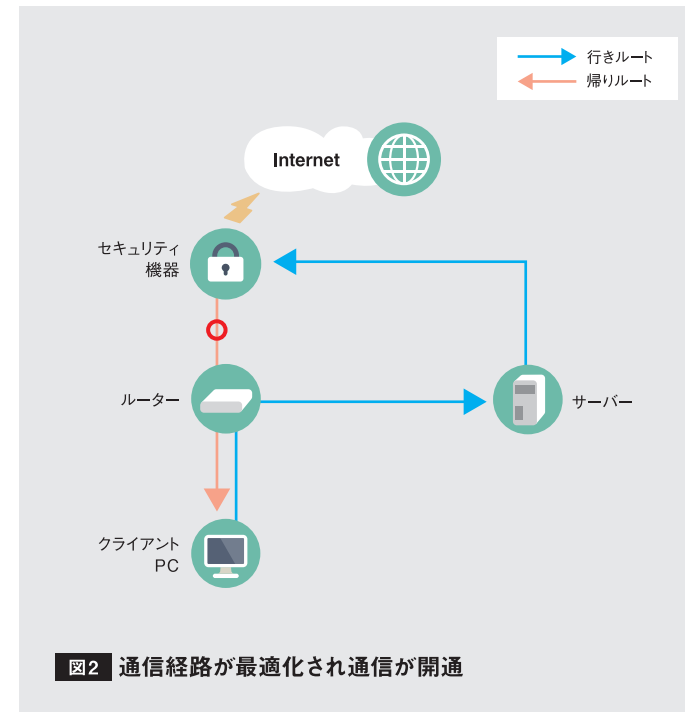 行きルート
帰りルート
Internet
セキュリティ
機器
ルーター
サーバー
クライアント
PC
図2 通信経路が最適化され通信が開通